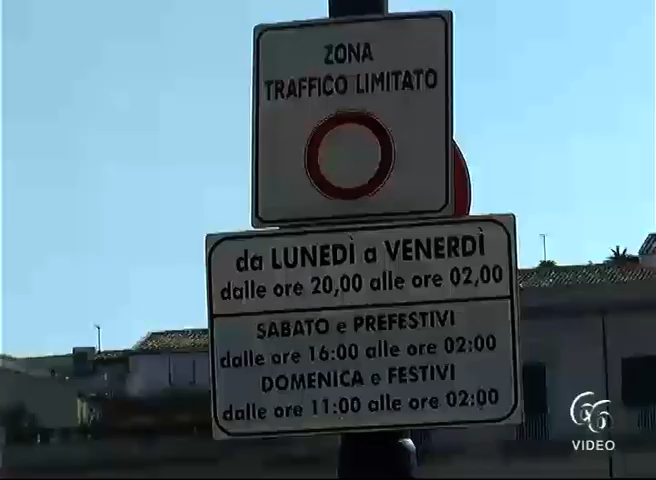 ZONA
TRAFFICO LIMITATO
da LUNEDÌ a VENERDÌ
dalle ore 20,00 alle ore 02,00
SABATO e PREFESTIVI
dalle ore 16:00 alle ore 02:00
DOMENICA e FESTIVI
dalle ore 11:00 alle ore 02:00
66
VIDEO